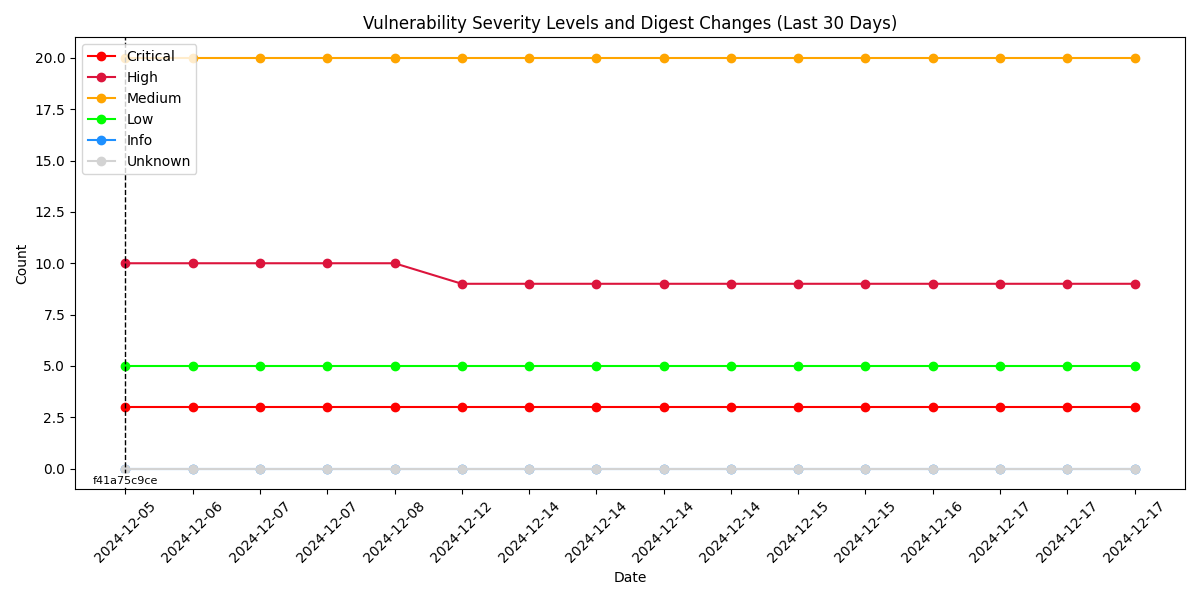 Vulnerability Severity Levels and Digest Changes (Last 30 Days)
Critical
High
Medium
Low
Info
Unknown
20.0
17.5
15.0
12.5
10.0
7.5
5.0
2.5
0.0
Count
f41a75c9ce
2024-12-05
2024-12-06
2024-12-07
2024-12-07
2024-12-08
2024-12-12
2024-12-14
2024-12-14
2024-12-14
2024-12-14
2024-12-15
2024-12-15
2024-12-16
2024-12-17
2024-12-17
2024-12-17
Date